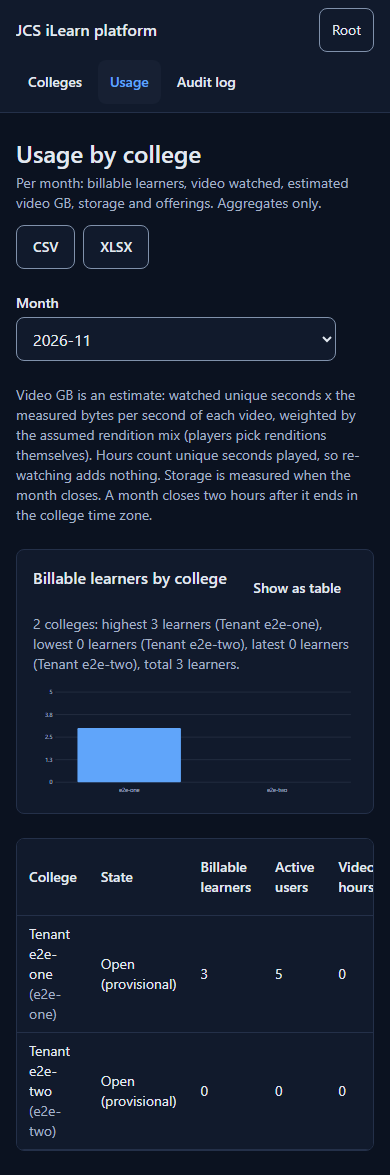 JCS iLearn platform
Root
Colleges
Usage
Audit log
Usage by college
Per month: billable learners, video watched, estimated
video GB, storage and offerings. Aggregates only.
CSV
XLSX
Month
2026-11
Video GB is an estimate: watched unique seconds x the
measured bytes per second of each video, weighted by
the assumed rendition mix (players pick renditions
themselves). Hours count unique seconds played, so re-
watching adds nothing. Storage is measured when the
month closes. A month closes two hours after it ends in
the college time zone.
Billable learners by college
Show as table
2 colleges: highest 3 learners (Tenant e2e-one),
lowest 0 learners (Tenant e2e-two), latest 0 learners
(Tenant e2e-two), total 3 learners.
5
3.8
2.5
1.3
0
e2e-one
e2e-two
College
State
Billable
learners
Active
users
Video
hours
Tenant
e2e-
one
(e2e-
one)
Open
(provisional)
3
5
0
Tenant
e2e-
two
(e2e-
two)
Open
(provisional)
0
0
0